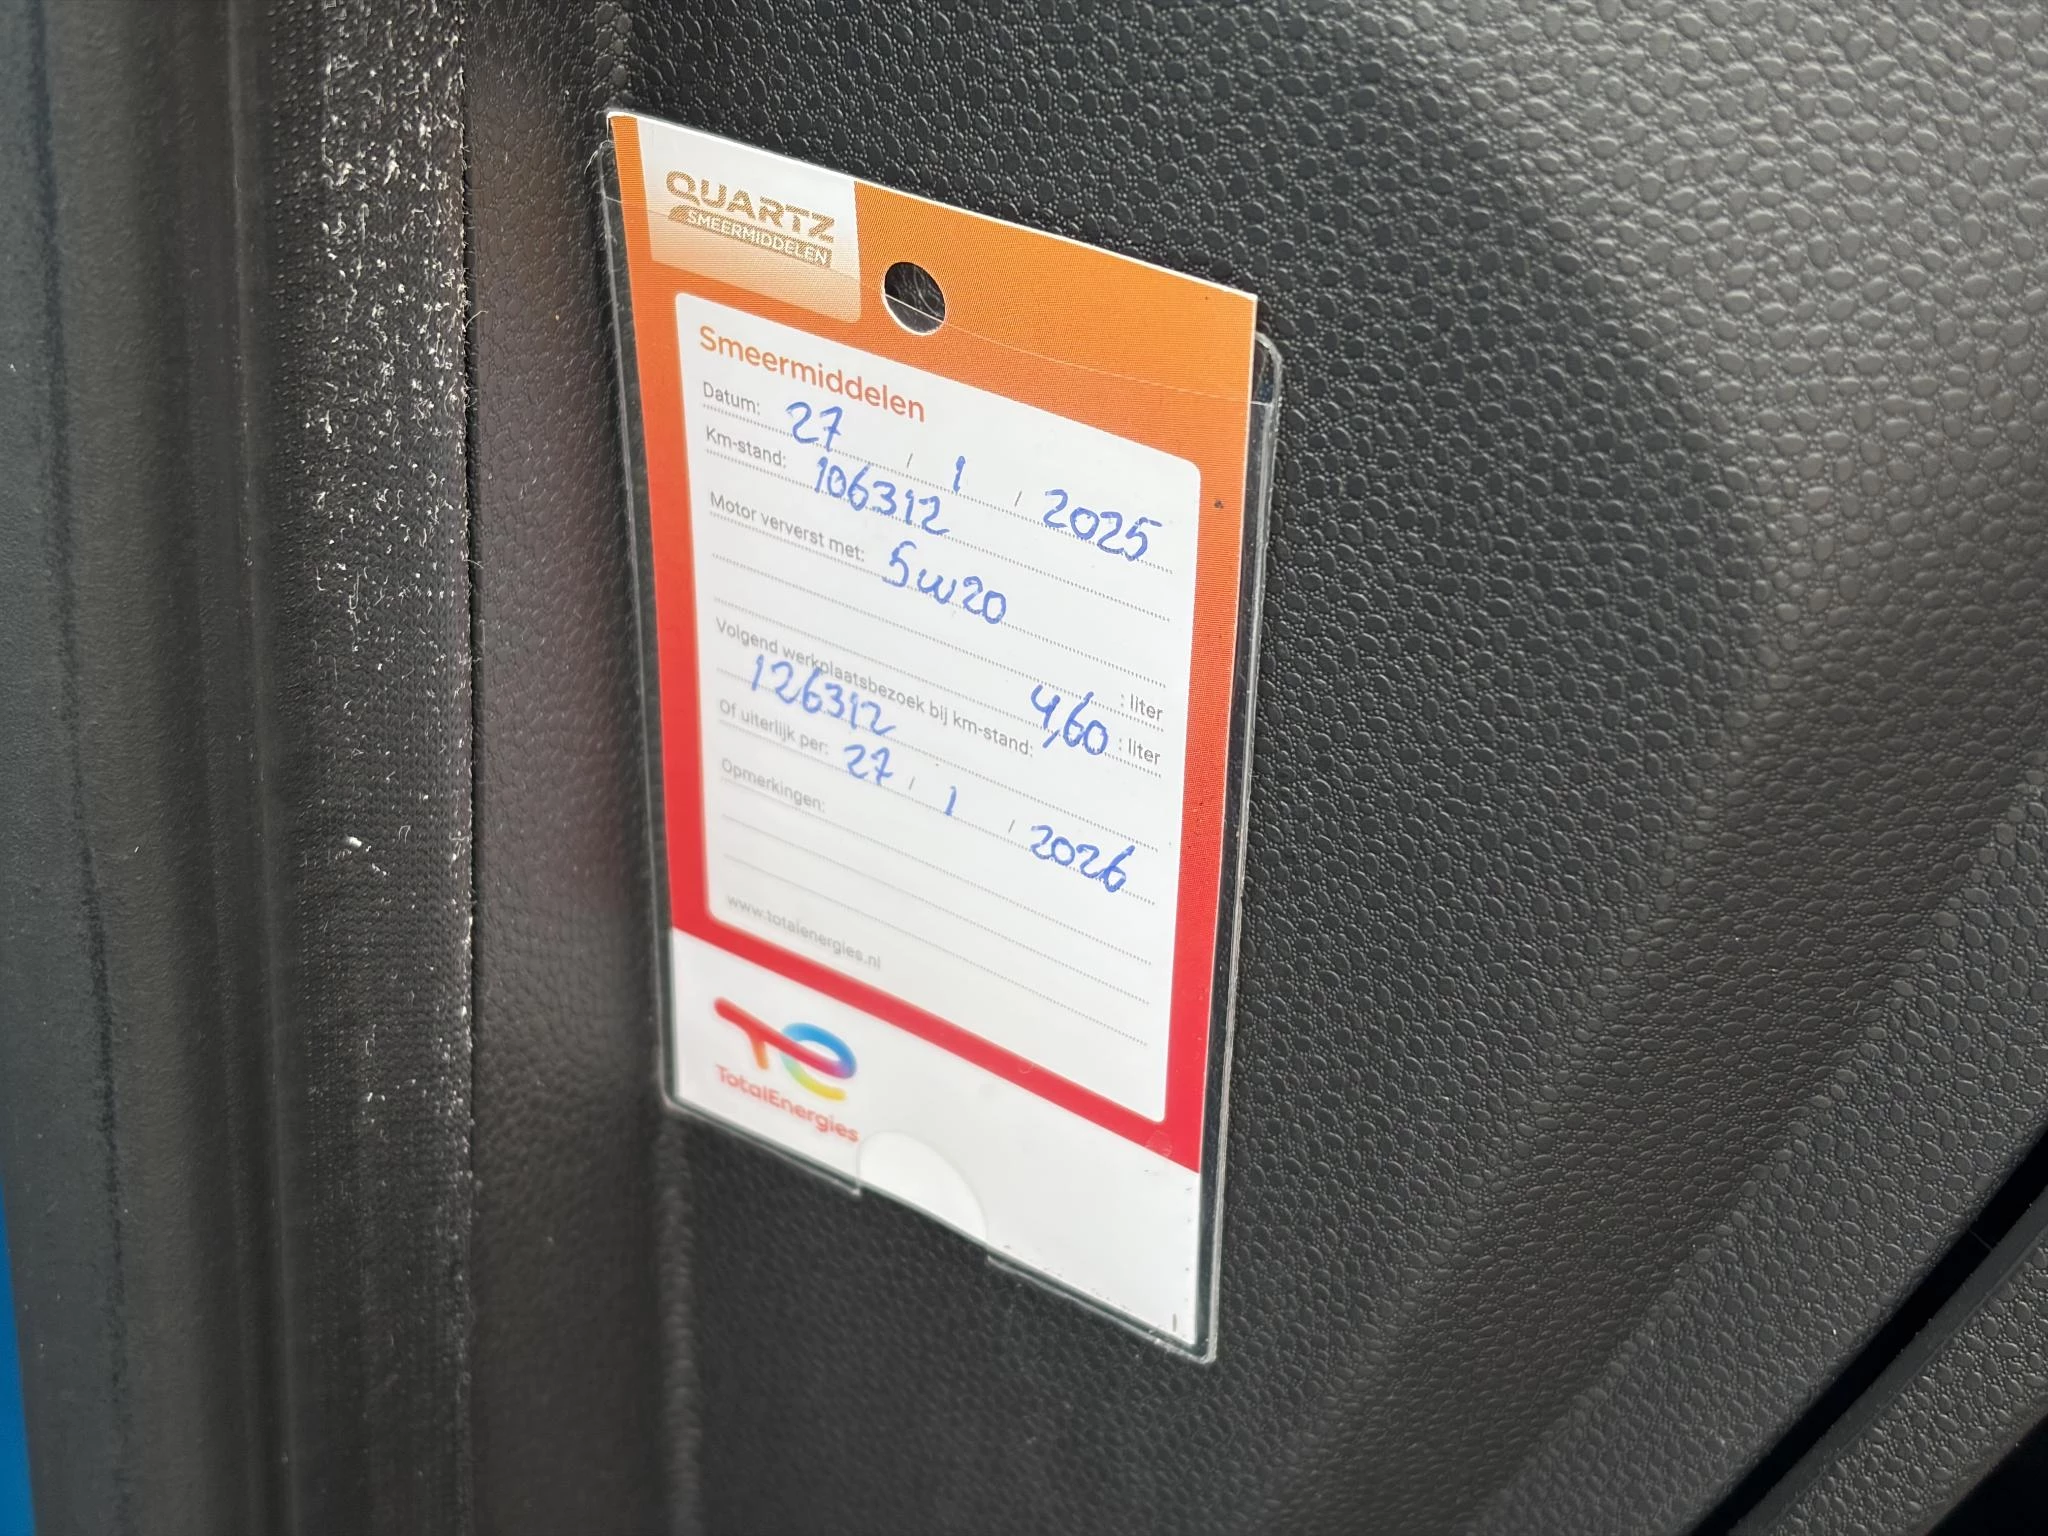 QUARTZ
SMEERMIDDELEN
Smeermiddelen
Datum: 27 / 1 / 2025
Km-stand: 106312
Motor ververst met: 5w20
: liter
4,60 : liter
Volgend werkplaatsbezoek bij km-stand:
126312
Of uiterlijk per: 27 / 1 / 2026
Opmerkingen:
www.totalenergies.nl
TotalEnergies